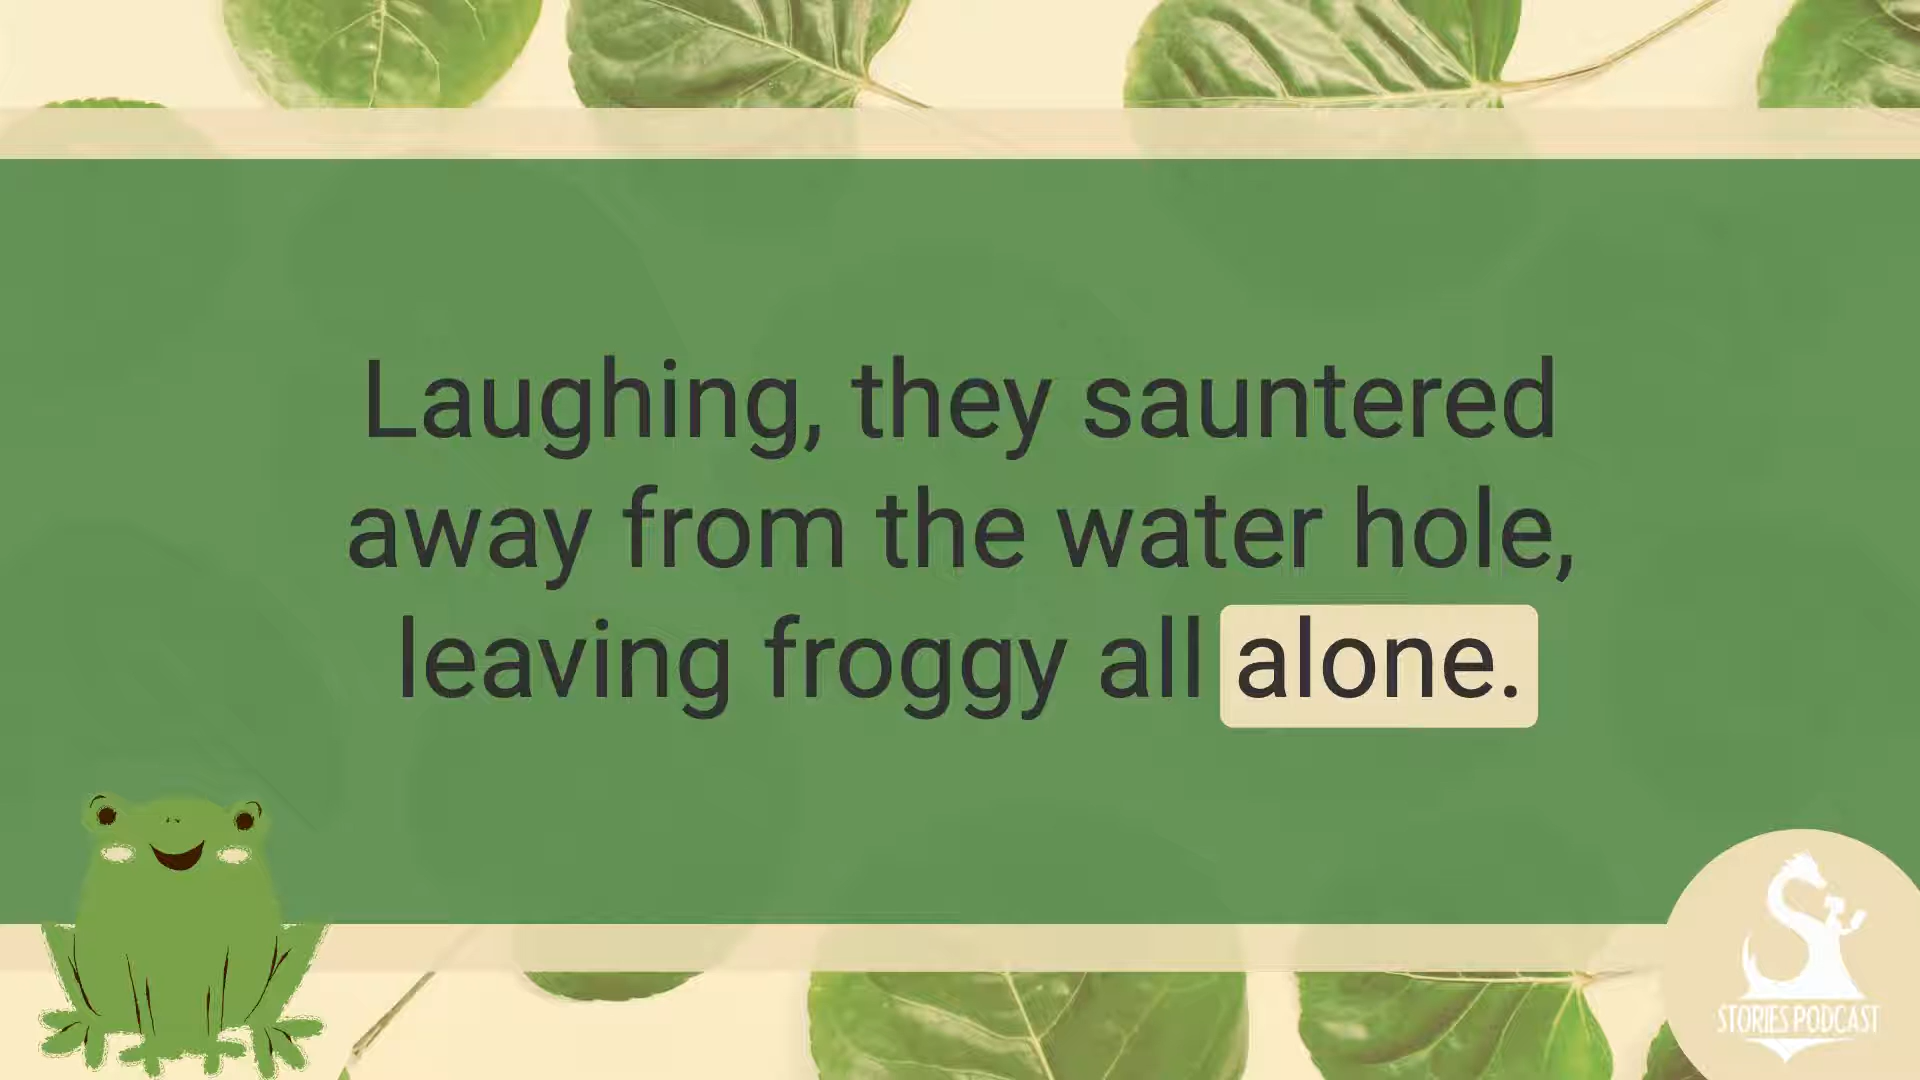 Laughing, they sauntered
away from the water hole,
leaving froggy all alone.
STORIES PODCAST